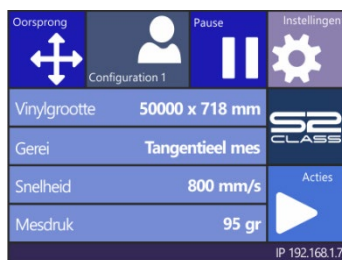 Oorsprong
Configuration 1
Pause
Instellingen
Vinylgrootte 50000 x 718 mm
Gerei Tangentieel mes
S2
CLASS
Snelheid 800 mm/s
Mesdruk 95 gr
Acties
IP 192.168.1.7